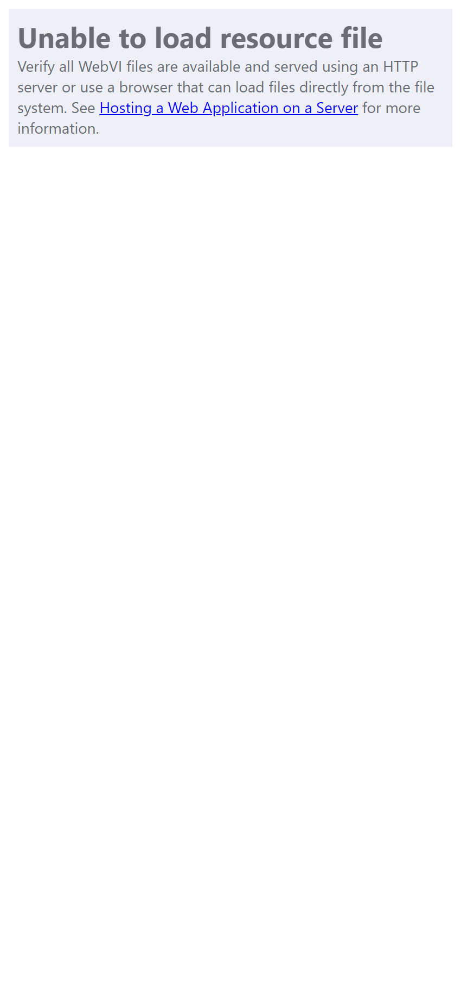 Unable to load resource file
Verify all WebVI files are available and served using an HTTP
server or use a browser that can load files directly from the file
system. See Hosting a Web Application on a Server for more
information.